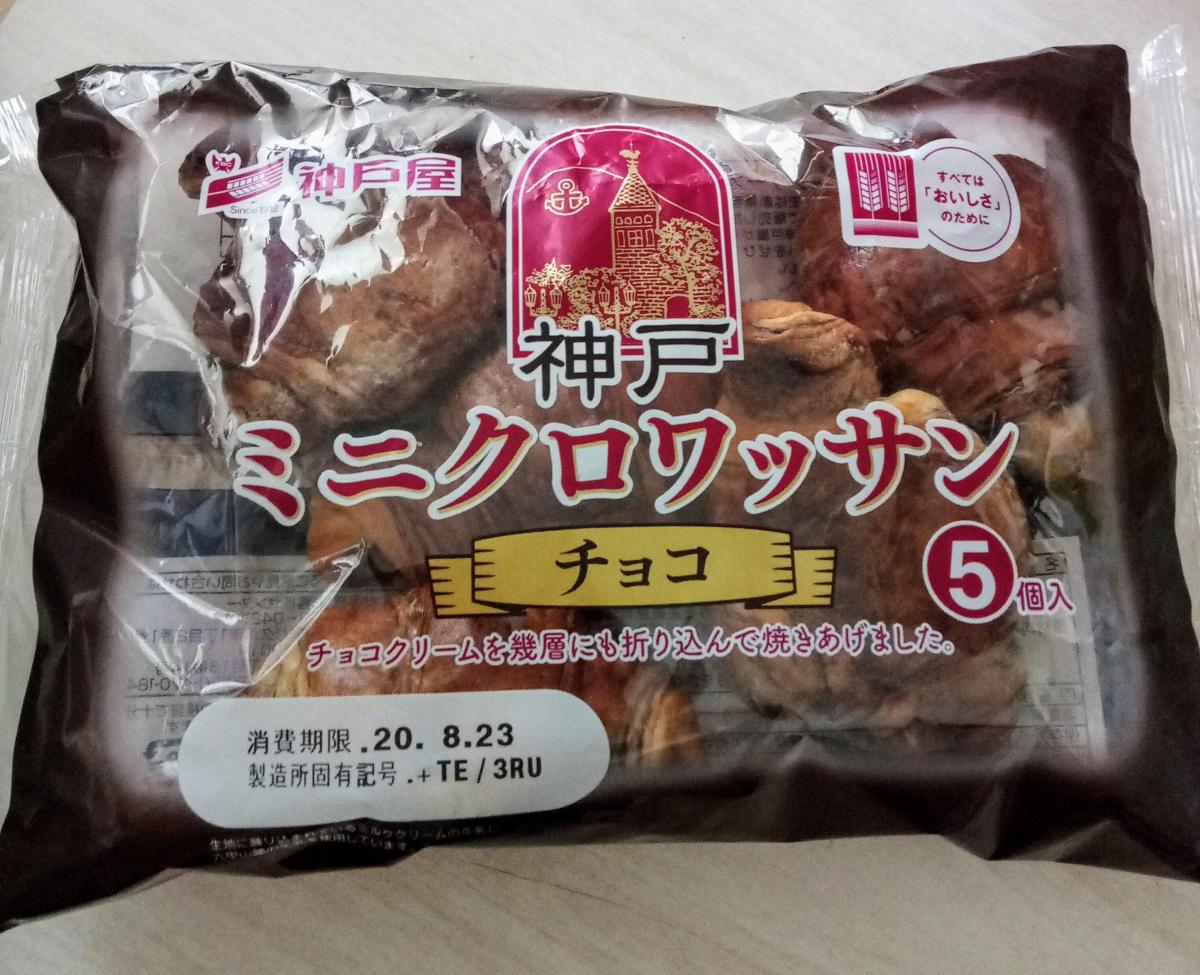 神戸屋
Since 1918
すべては
「おいしさ」
のために
神戸
ミニクロワッサン
チョコ
5個入
チョコクリームを幾層にも折り込んで焼きあげました。
消費期限 .20. 8.23
製造所固有記号 .+TE/3RU